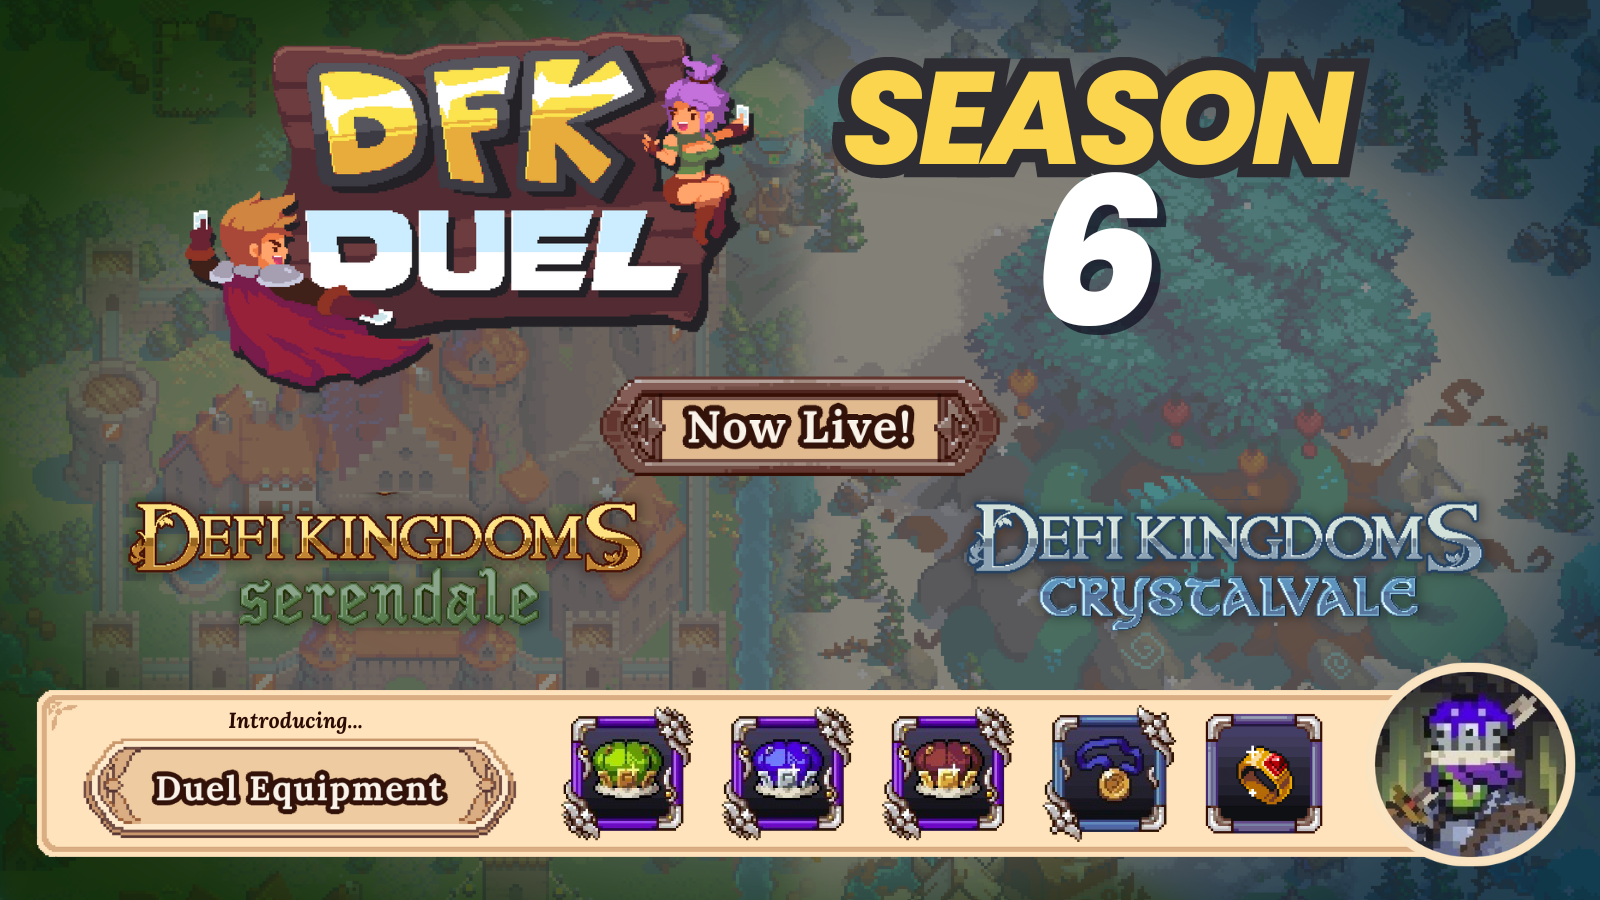 DFK
DUEL
SEASON
6
Now Live!
DEFI KINGDOMS
serendale
DEFI KINGDOMS
CRYSTALVALE
Introducing...
Duel Equipment